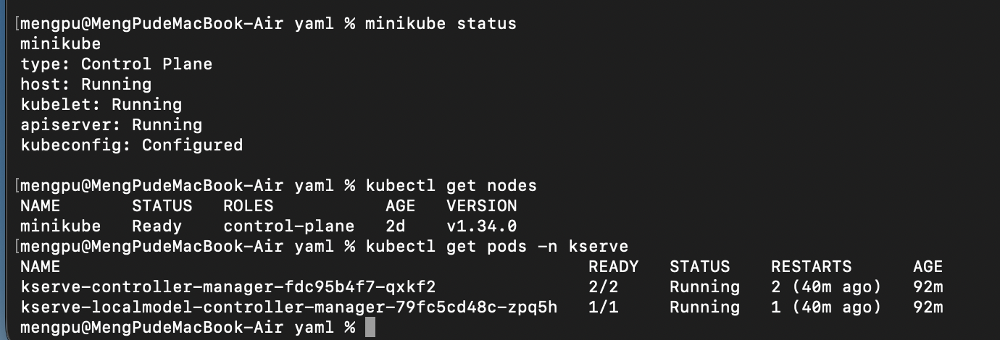 [mengpu@MengPudeMacBook-Air yaml % minikube status
minikube
type: Control Plane
host: Running
kubelet: Running
apiserver: Running
kubeconfig: Configured
[mengpu@MengPudeMacBook-Air yaml % kubectl get nodes
NAME       STATUS   ROLES           AGE   VERSION
minikube   Ready    control-plane   2d    v1.34.0
[mengpu@MengPudeMacBook-Air yaml % kubectl get pods -n kserve
NAME                                                    READY   STATUS    RESTARTS      AGE
kserve-controller-manager-fdc95b4f7-qxkf2               2/2     Running   2 (40m ago)   92m
kserve-localmodel-controller-manager-79fc5cd48c-zpq5h   1/1     Running   1 (40m ago)   92m
mengpu@MengPudeMacBook-Air yaml %